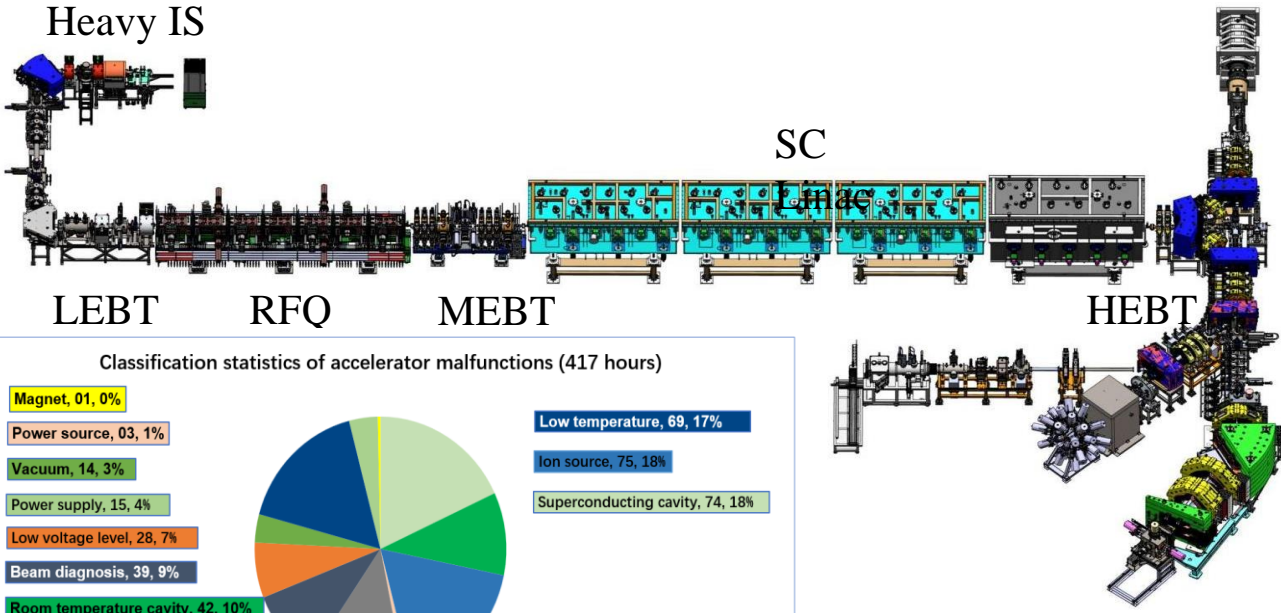 Heavy IS
SC
Linac
LEBT
RFQ
MEBT
HEBT
Classification statistics of accelerator malfunctions (417 hours)
Magnet, 01, 0%
Power source, 03, 1%
Vacuum, 14, 3%
Power supply, 15, 4%
Low voltage level, 28, 7%
Beam diagnosis, 39, 9%
Room temperature cavity, 42, 10%
Low temperature, 69, 17%
Ion source, 75, 18%
Superconducting cavity, 74, 18%